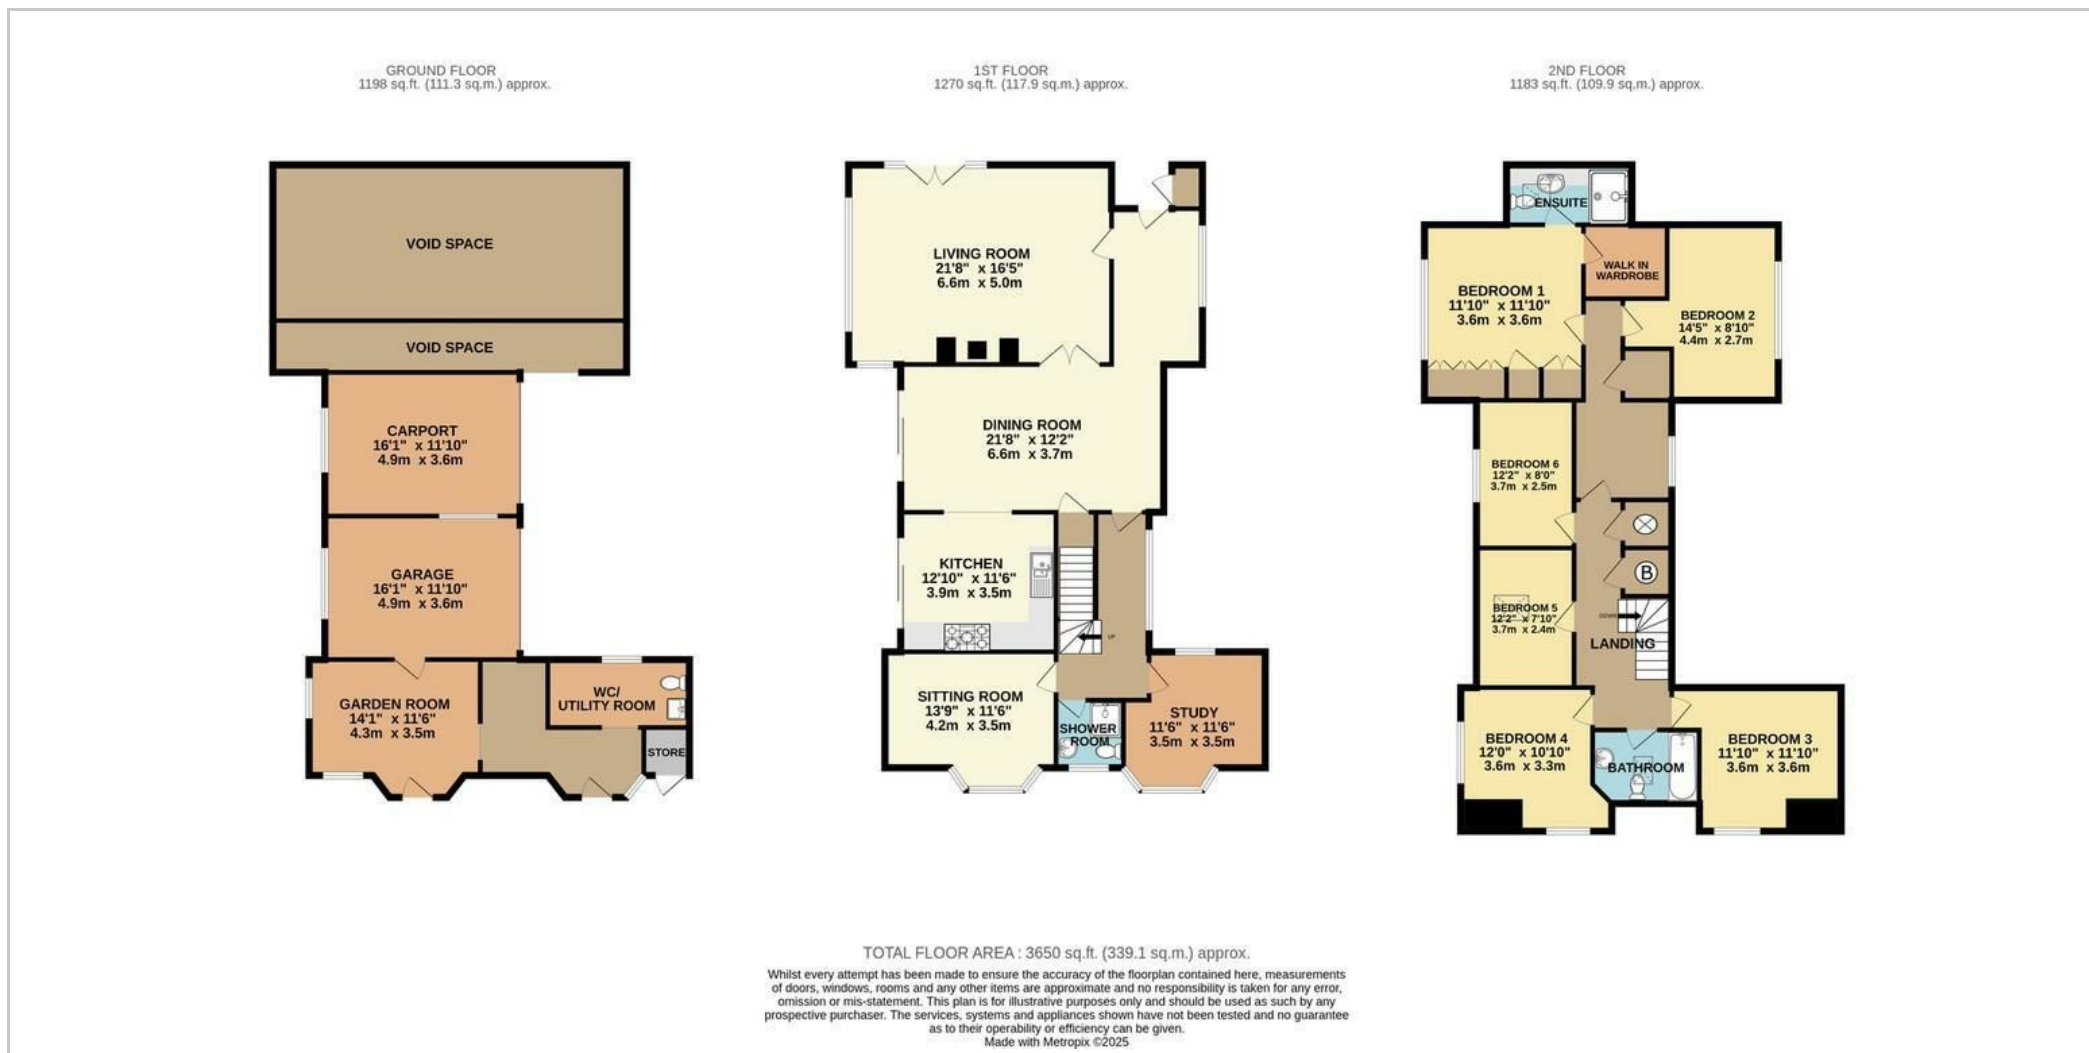 GROUND FLOOR
1198 sq.ft. (111.3 sq.m.) approx.
VOID SPACE
VOID SPACE
CARPORT
16'1" x 11'10"
4.9m x 3.6m
GARAGE
16'1" x 11'10"
4.9m x 3.6m
GARDEN ROOM
14'1" x 11'6"
4.3m x 3.5m
WC/
UTILITY ROOM
STORE
1ST FLOOR
1270 sq.ft. (117.9 sq.m.) approx.
LIVING ROOM
21'8" x 16'5"
6.6m x 5.0m
DINING ROOM
21'8" x 12'2"
6.6m x 3.7m
KITCHEN
12'10" x 11'6"
3.9m x 3.5m
UP
SITTING ROOM
13'9" x 11'6"
4.2m x 3.5m
SHOWER
ROOM
STUDY
11'6" x 11'6"
3.5m x 3.5m
2ND FLOOR
1183 sq.ft. (109.9 sq.m.) approx.
ENSUITE
WALK IN
WARDROBE
BEDROOM 1
11'10" x 11'10"
3.6m x 3.6m
BEDROOM 2
14'5" x 8'10"
4.4m x 2.7m
BEDROOM 6
12'2" x 8'0"
3.7m x 2.5m
B
BEDROOM 5
12'2" x 7'10"
3.7m x 2.4m
DOWN
LANDING
BEDROOM 4
12'0" x 10'10"
3.6m x 3.3m
BATHROOM
BEDROOM 3
11'10" x 11'10"
3.6m x 3.6m
TOTAL FLOOR AREA : 3650 sq.ft. (339.1 sq.m.) approx.
Whilst every attempt has been made to ensure the accuracy of the floorplan contained here, measurements
of doors, windows, rooms and any other items are approximate and no responsibility is taken for any error,
omission or mis-statement. This plan is for illustrative purposes only and should be used as such by any
prospective purchaser. The services, systems and appliances shown have not been tested and no guarantee
as to their operability or efficiency can be given.
Made with Metropix ©2025